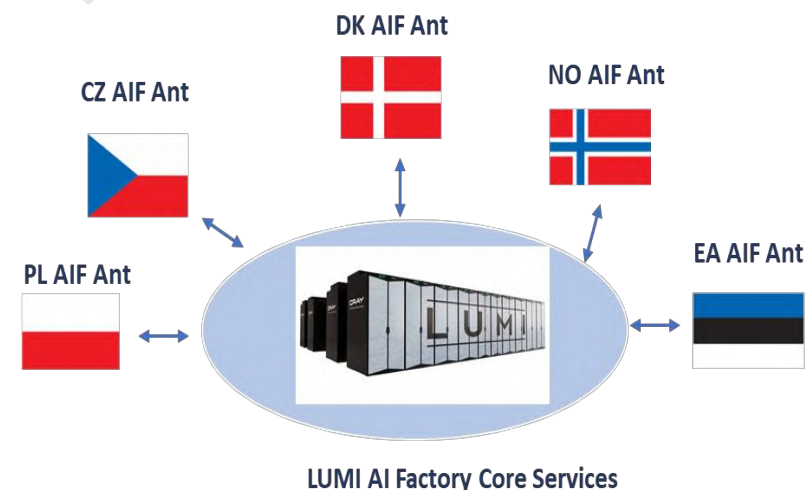 DK AIF Ant
NO AIF Ant
CZ AIF Ant
EA AIF Ant
PL AIF Ant
CRAY
CRAY
LUMI
LUMI AI Factory Core Services